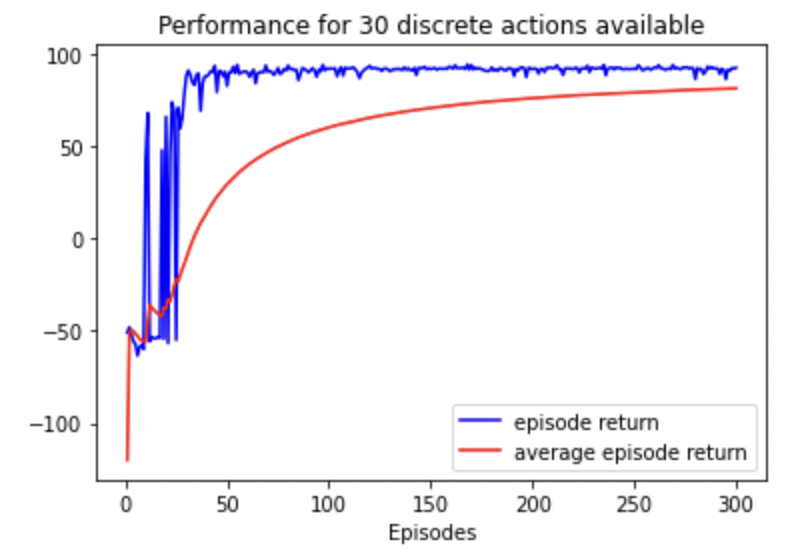 Performance for 30 discrete actions available
100
50
0
−50
−100
episode return
average episode return
0 50 100 150 200 250 300
Episodes